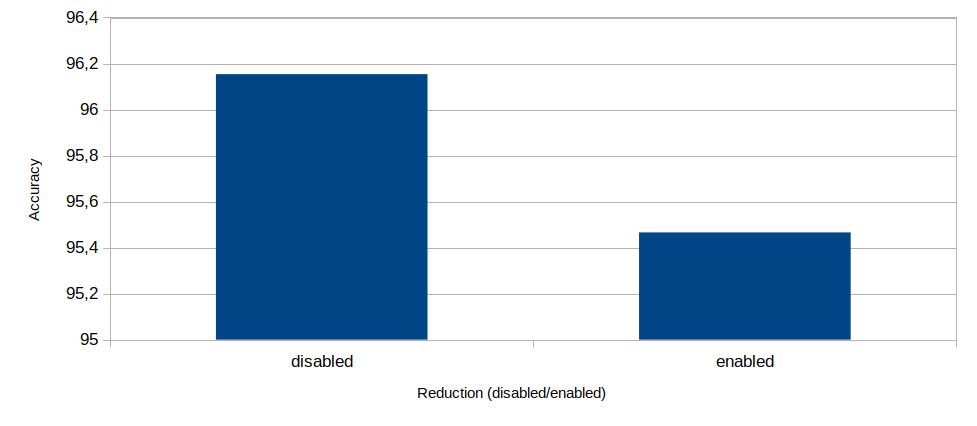 96,4
96,2
96
95,8
95,6
95,4
95,2
95
Accuracy
disabled
enabled
Reduction (disabled/enabled)